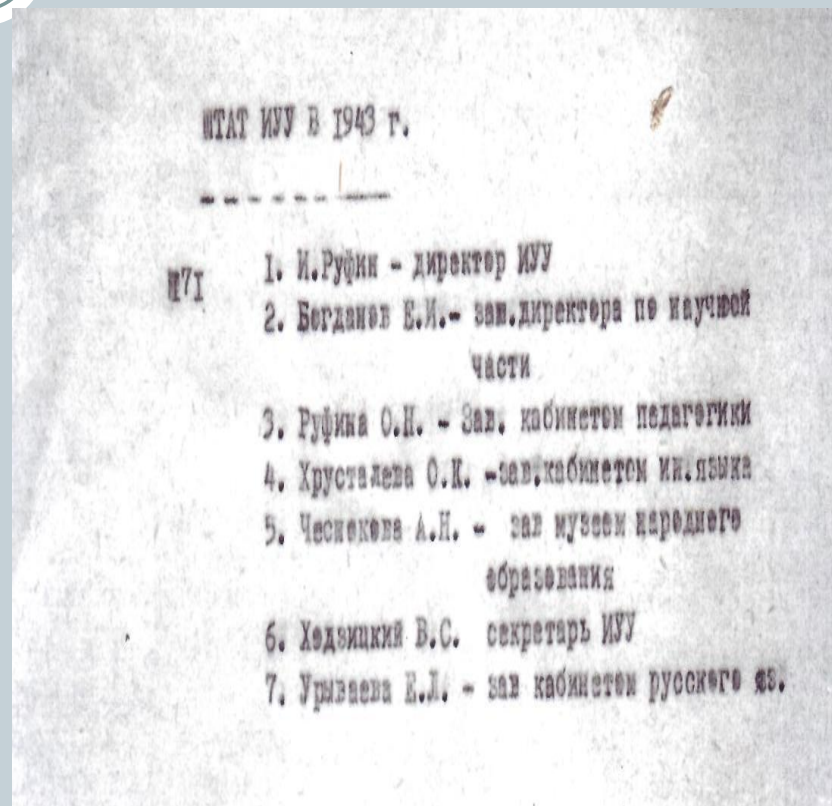 ШТАТ ИУУ В 1943 г.
1. И.Руфин - директор ИУУ
2. Богданов Е.И.- зам.директора по научной
части
3. Руфина О.Н. - Зав. кабинетом педагогики
4. Хрусталева О.К. -зав.кабинетом ин.языка
5. Чеснокова А.Н. - зав музеем народного
образования
6. Ходзицкий В.С. секретарь ИУУ
7. Урываева Е.Л. - зав кабинетом русского яз.